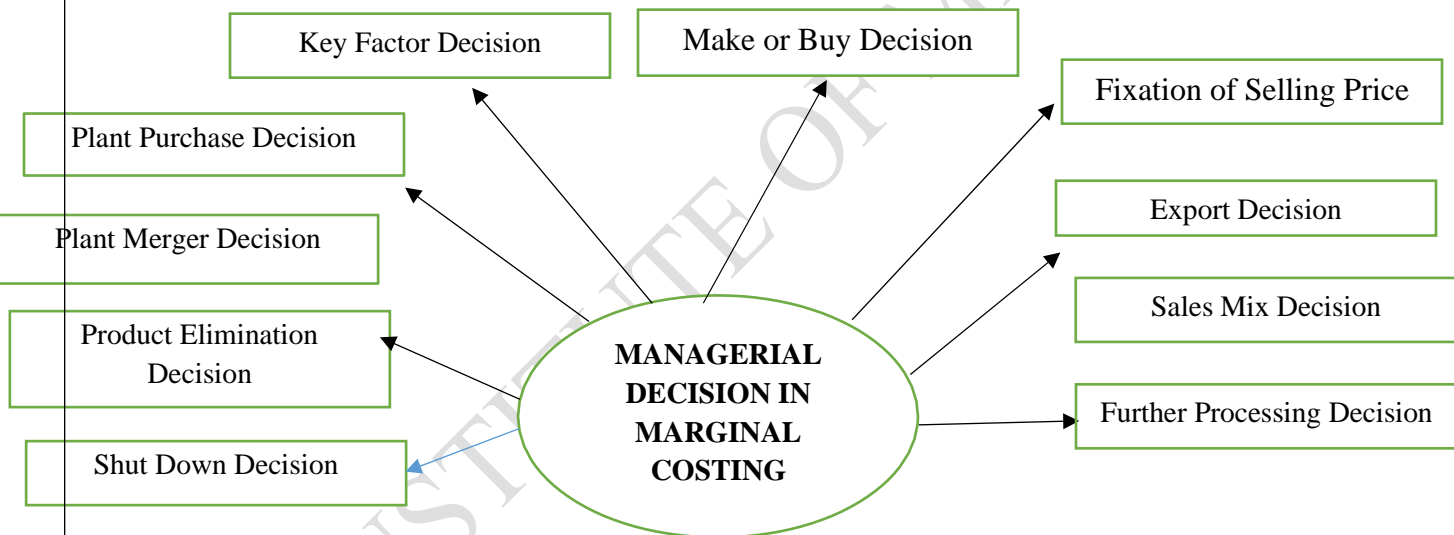 Key Factor Decision
Make or Buy Decision
Fixation of Selling Price
Plant Purchase Decision
Export Decision
Plant Merger Decision
Sales Mix Decision
Product Elimination
Decision
MANAGERIAL
DECISION IN
MARGINAL
COSTING
Further Processing Decision
Shut Down Decision